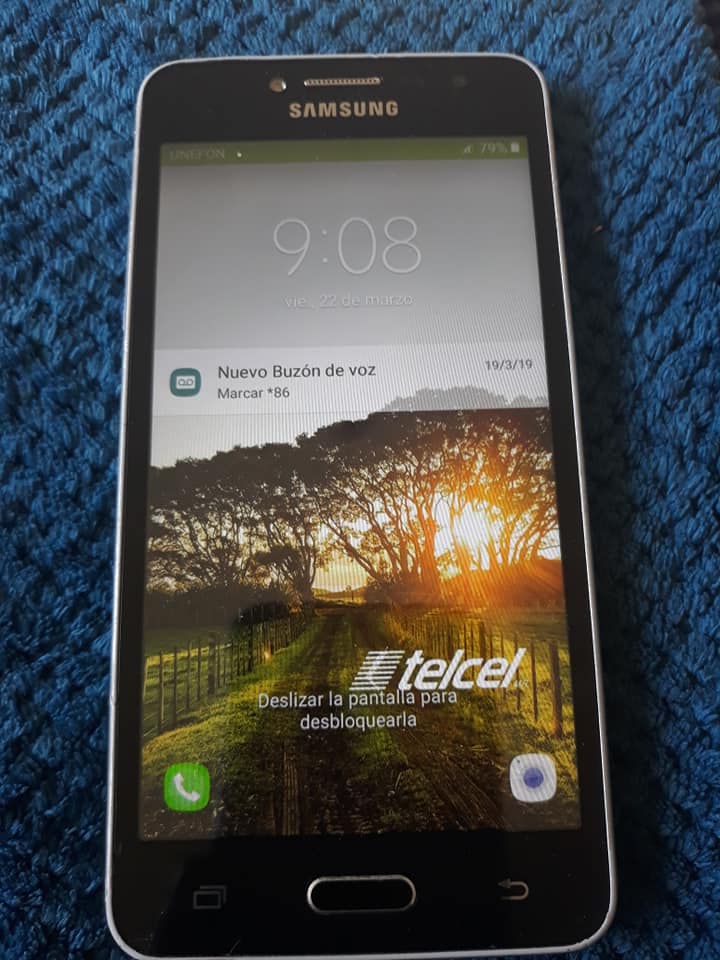 SAMSUNG
UNEFON
79%
9:08
vie., 22 de marzo
Nuevo Buzón de voz
19/3/19
Marcar *86
telcel
Deslizar la pantalla para
desbloquearla